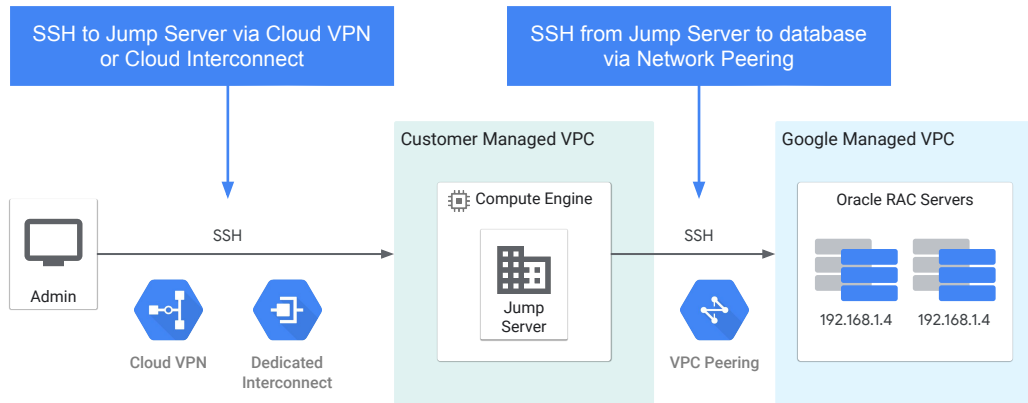 SSH to Jump Server via Cloud VPN
or Cloud Interconnect
SSH from Jump Server to database
via Network Peering
Customer Managed VPC
Google Managed VPC
Compute Engine
Oracle RAC Servers
Admin
SSH
Jump
Server
SSH
192.168.1.4
192.168.1.4
Cloud VPN
Dedicated
Interconnect
VPC Peering